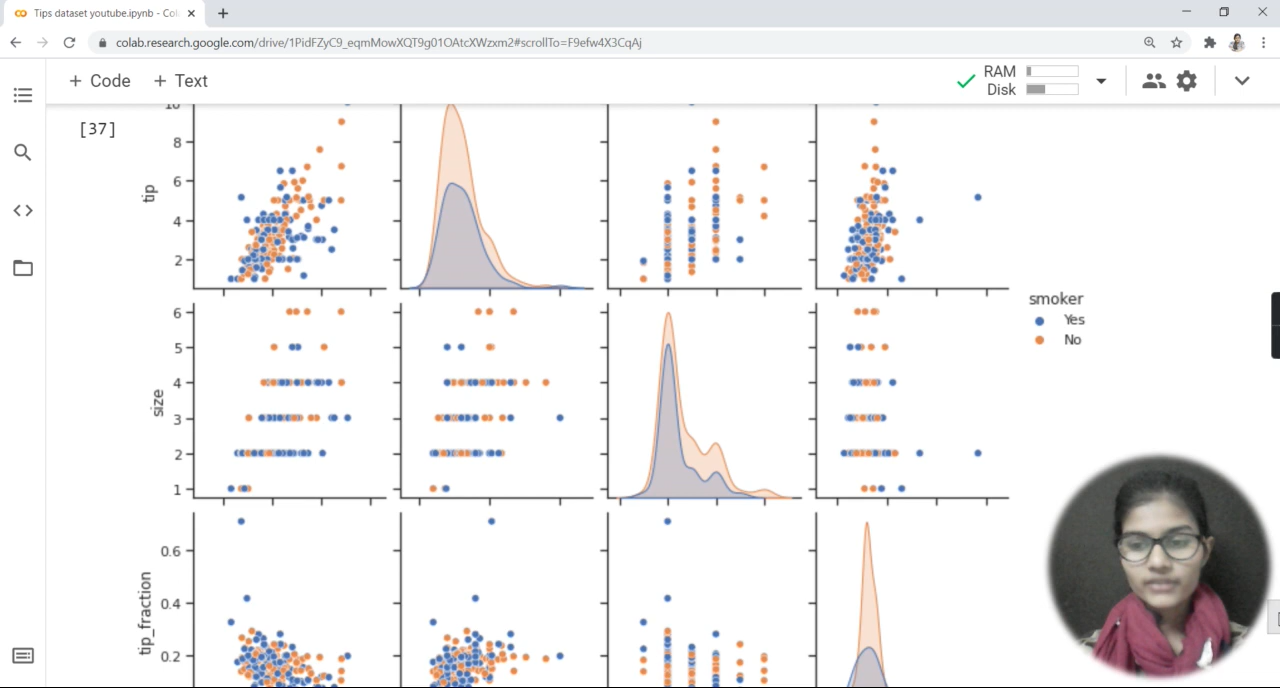 Tips dataset youtube.ipynb - Col
colab.research.google.com/drive/1PidFZyC9_eqmMowXQT9g01OAtcXWzxm2#scrollTo=F9efw4X3CqAj
+ Code + Text
RAM
Disk
[37]
10
8
6
4
2
tip
6
5
4
3
2
1
size
smoker
Yes
No
0.6
0.4
0.2
tip_fraction